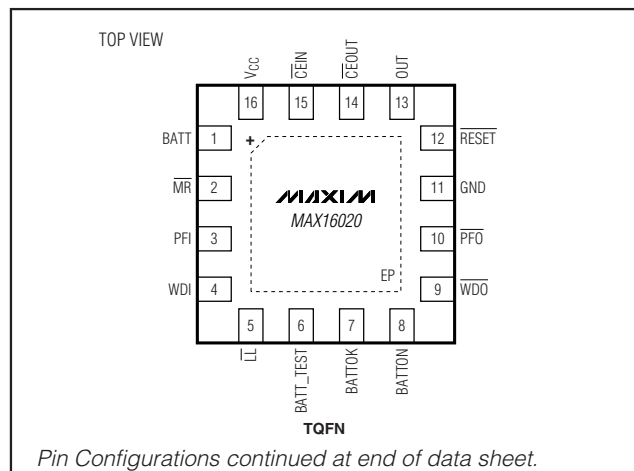 TOP VIEW
VCC
CEIN
CEOUT
OUT
16
15
14
13
BATT 1
MR 2
PFI 3
WDI 4
+
MAXIM
MAX16020
EP
12 RESET
11 GND
10 PFO
9 WDO
5
6
7
8
LL
BATT_TEST
BATTOK
BATTON
TQFN
Pin Configurations continued at end of data sheet.